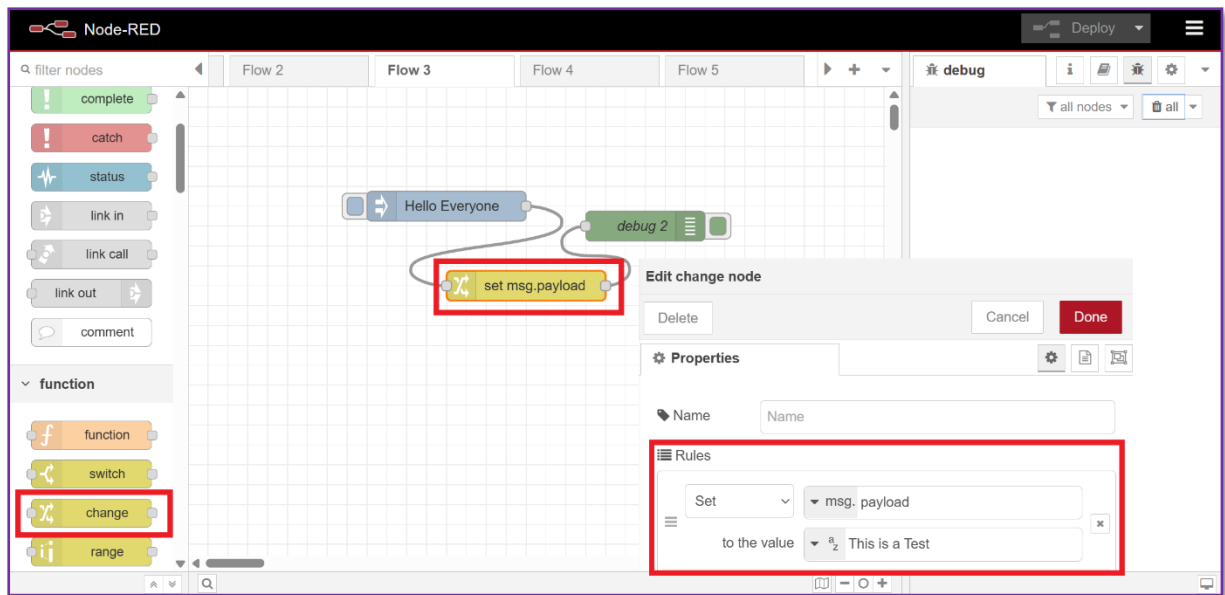 Node-RED
Deploy
filter nodes
Flow 2
Flow 3
Flow 4
Flow 5
debug
i
complete
catch
status
link in
link call
link out
comment
function
function
switch
change
range
all nodes
all
Hello Everyone
debug 2
set msg.payload
Edit change node
Delete
Cancel
Done
Properties
Name
Name
Rules
Set
msg. payload
to the value
az This is a Test